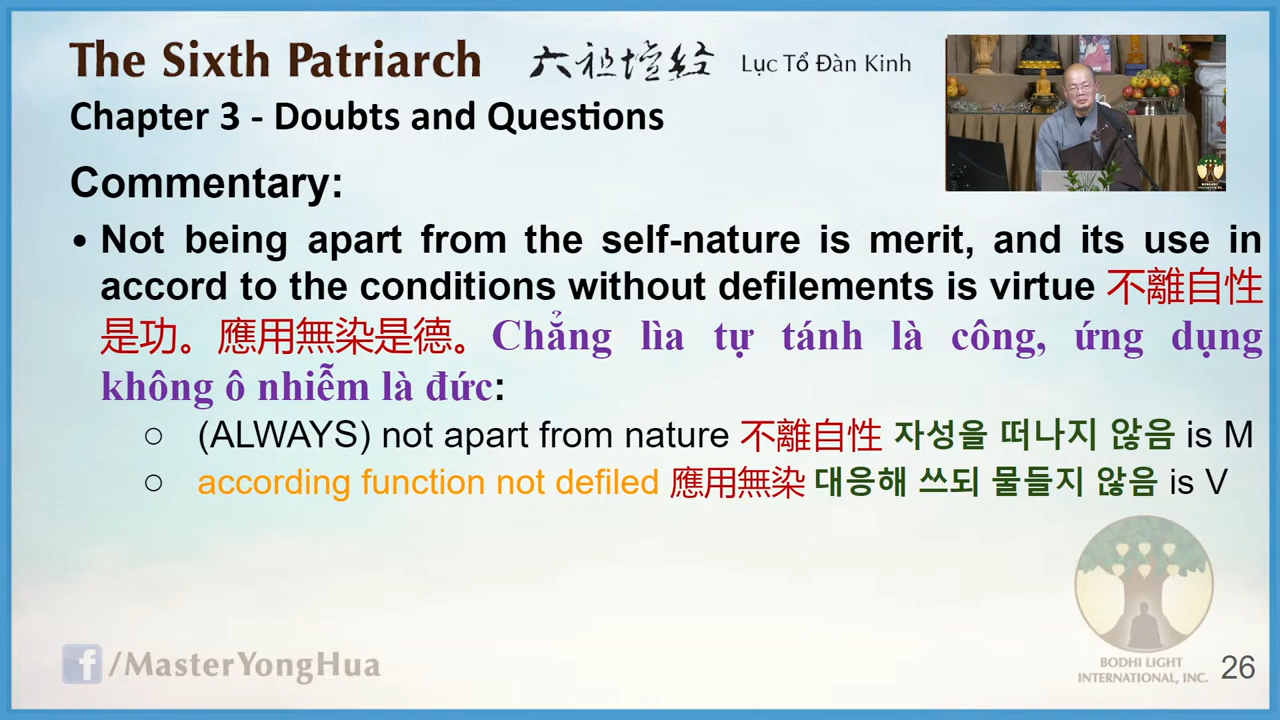 The Sixth Patriarch 六祖壇经 Lục Tổ Đàn Kinh
Chapter 3 - Doubts and Questions
Commentary:
• Not being apart from the self-nature is merit, and its use in
accord to the conditions without defilements is virtue 不離自性
是功。應用無染是德。Chẳng lìa tự tánh là công, ứng dụng
không ô nhiễm là đức:
○ (ALWAYS) not apart from nature 不離自性 자성을 떠나지 않음 is M
○ according function not defiled 應用無染 대응해 쓰되 물들지 않음 is V
f/MasterYongHua
BODHI LIGHT
INTERNATIONAL, INC.
26